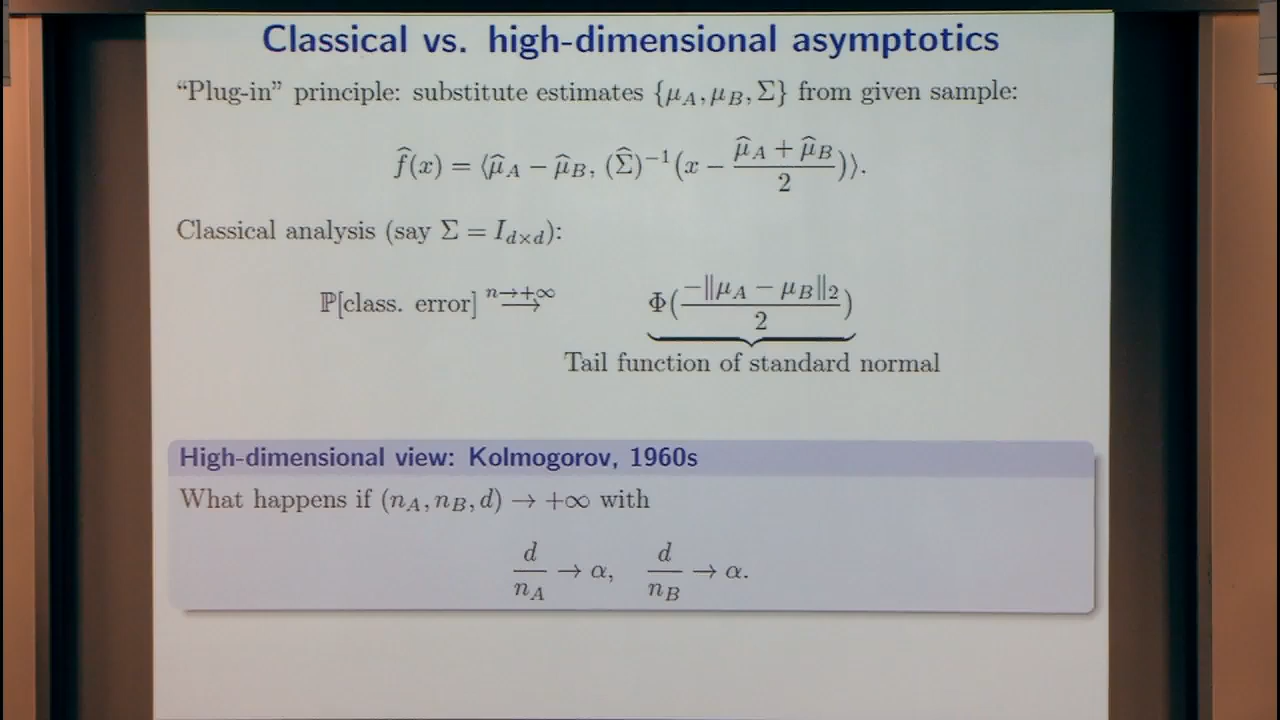 Classical vs. high-dimensional asymptotics
“Plug-in” principle: substitute estimates {μ_A, μ_B, Σ} from given sample:
f̂(x) = ⟨μ̂_A − μ̂_B, (Σ̂)^{−1}(x − (μ̂_A + μ̂_B)/2)⟩.
Classical analysis (say Σ = I_{d×d}):
ℙ[class. error] ⟶^{n→+∞} Φ(−‖μ_A − μ_B‖_2 / 2)
Tail function of standard normal
High-dimensional view: Kolmogorov, 1960s
What happens if (n_A, n_B, d) → +∞ with
d/n_A → α, d/n_B → α.